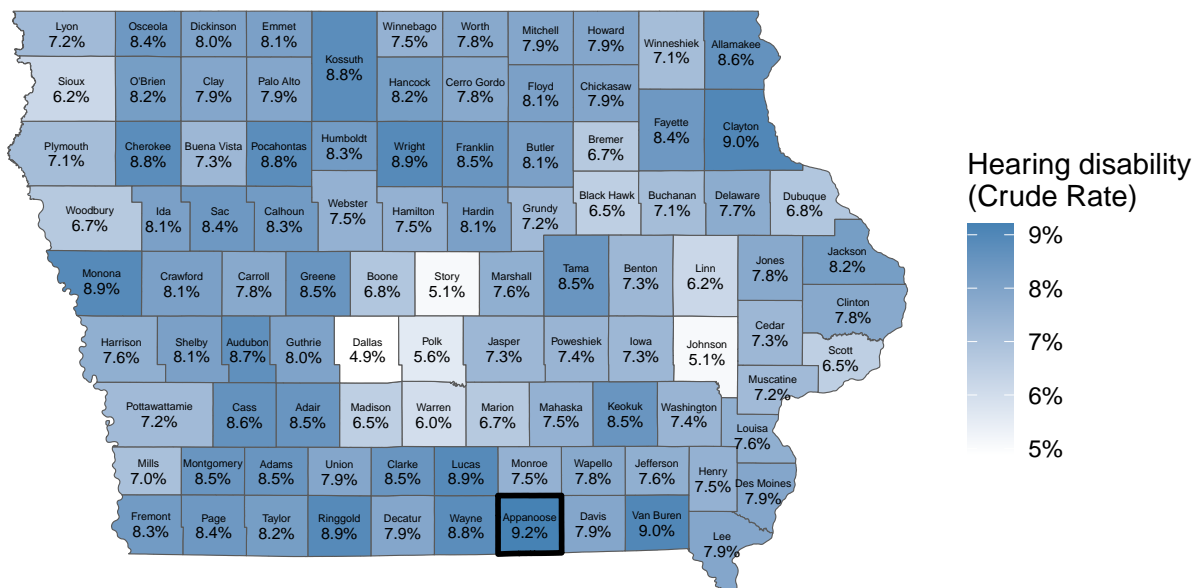 Lyon
7.2%
Osceola
8.4%
Dickinson
8.0%
Emmet
8.1%
Kossuth
8.8%
Winnebago
7.5%
Worth
7.8%
Mitchell
7.9%
Howard
7.9%
Winneshiek
7.1%
Allamakee
8.6%
Sioux
6.2%
O'Brien
8.2%
Clay
7.9%
Palo Alto
7.9%
Hancock
8.2%
Cerro Gordo
7.8%
Floyd
8.1%
Chickasaw
7.9%
Fayette
8.4%
Clayton
9.0%
Plymouth
7.1%
Cherokee
8.8%
Buena Vista
7.3%
Pocahontas
8.8%
Humboldt
8.3%
Wright
8.9%
Franklin
8.5%
Butler
8.1%
Bremer
6.7%
Woodbury
6.7%
Ida
8.1%
Sac
8.4%
Calhoun
8.3%
Webster
7.5%
Hamilton
7.5%
Hardin
8.1%
Grundy
7.2%
Black Hawk
6.5%
Buchanan
7.1%
Delaware
7.7%
Dubuque
6.8%
Monona
8.9%
Crawford
8.1%
Carroll
7.8%
Greene
8.5%
Boone
6.8%
Story
5.1%
Marshall
7.6%
Tama
8.5%
Benton
7.3%
Linn
6.2%
Jones
7.8%
Jackson
8.2%
Clinton
7.8%
Harrison
7.6%
Shelby
8.1%
Audubon
8.7%
Guthrie
8.0%
Dallas
4.9%
Polk
5.6%
Jasper
7.3%
Poweshiek
7.4%
Iowa
7.3%
Johnson
5.1%
Cedar
7.3%
Scott
6.5%
Muscatine
7.2%
Pottawattamie
7.2%
Cass
8.6%
Adair
8.5%
Madison
6.5%
Warren
6.0%
Marion
6.7%
Mahaska
7.5%
Keokuk
8.5%
Washington
7.4%
Louisa
7.6%
Mills
7.0%
Montgomery
8.5%
Adams
8.5%
Union
7.9%
Clarke
8.5%
Lucas
8.9%
Monroe
7.5%
Wapello
7.8%
Jefferson
7.6%
Henry
7.5%
Des Moines
7.9%
Fremont
8.3%
Page
8.4%
Taylor
8.2%
Ringgold
8.9%
Decatur
7.9%
Wayne
8.8%
Appanoose
9.2%
Davis
7.9%
Van Buren
9.0%
Lee
7.9%
Hearing disability
(Crude Rate)
9%
8%
7%
6%
5%